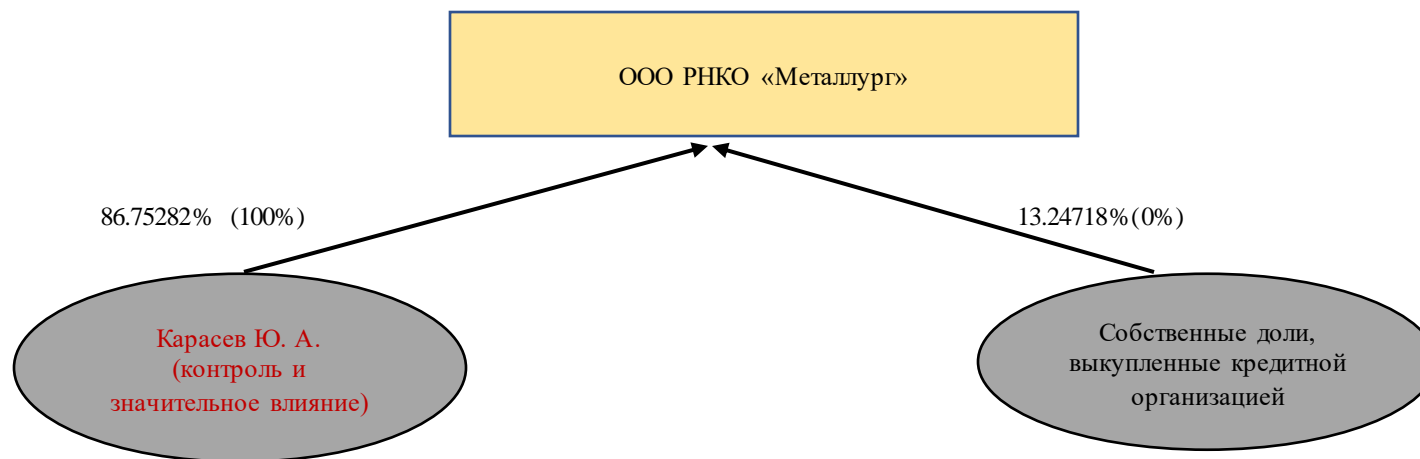 ООО РНКО «Металлург»
86.75282% (100%)
13.24718%(0%)
Карасев Ю. А.
(контроль и
значительное влияние)
Собственные доли,
выкупленные кредитной
организацией